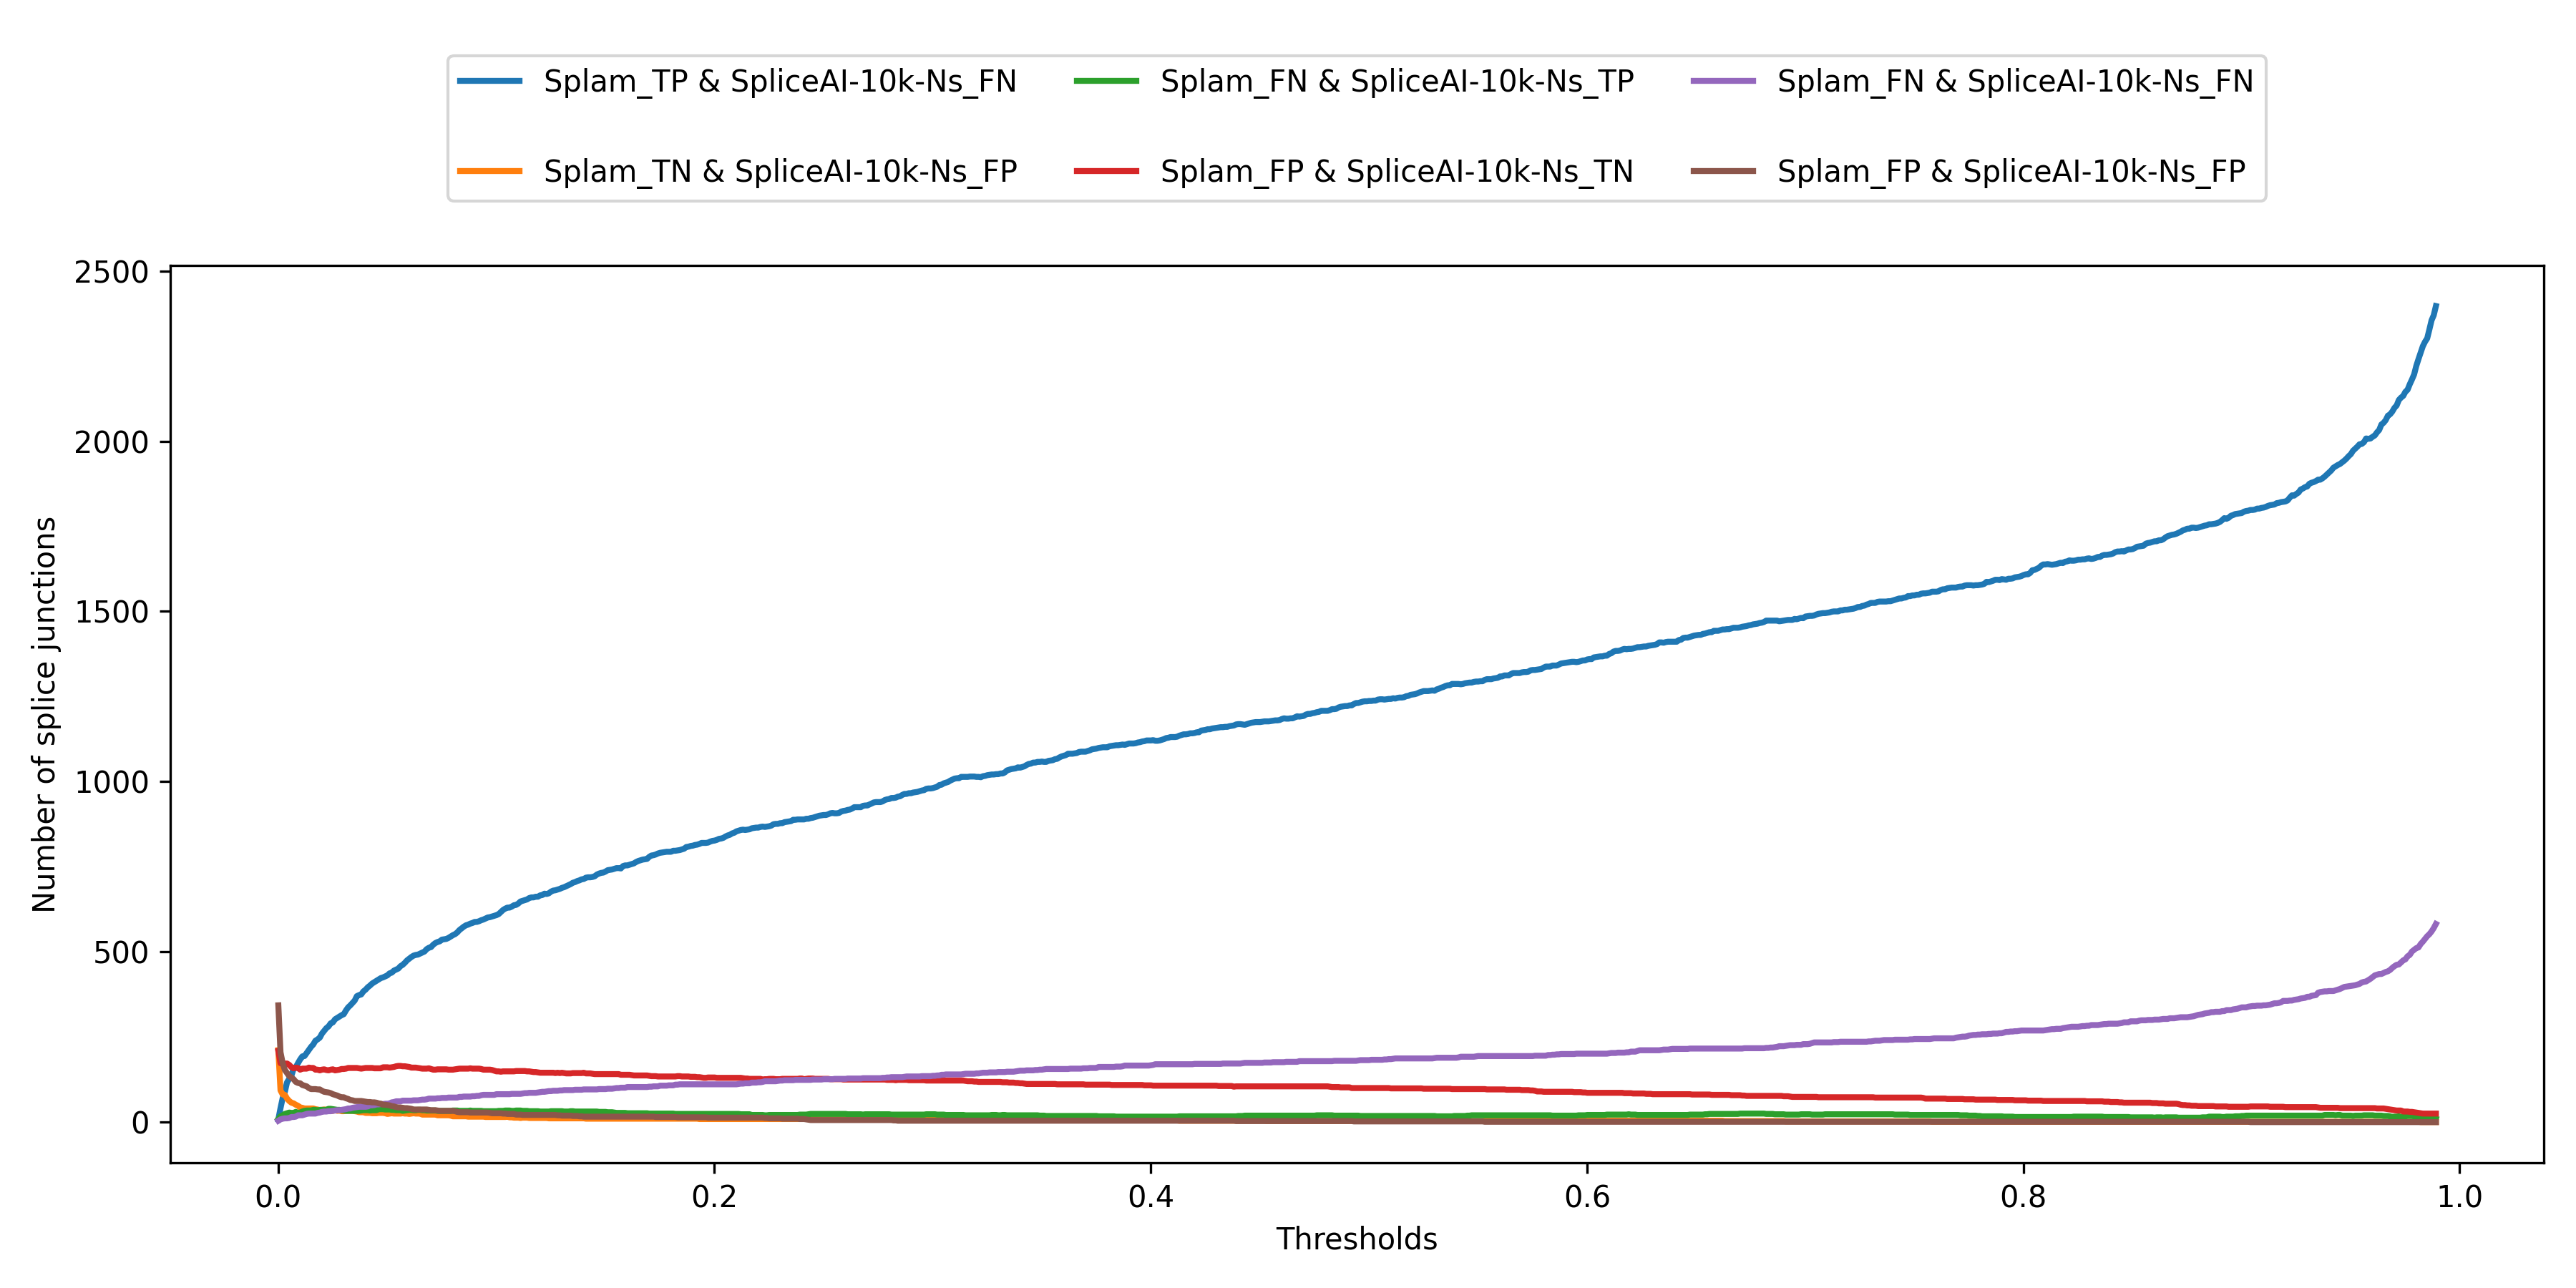 Splam_TP & SpliceAI-10k-Ns_FN
Splam_FN & SpliceAI-10k-Ns_TP
Splam_FN & SpliceAI-10k-Ns_FN
Splam_TN & SpliceAI-10k-Ns_FP
Splam_FP & SpliceAI-10k-Ns_TN
Splam_FP & SpliceAI-10k-Ns_FP
2500
2000
1500
1000
500
0
Number of splice junctions
0.0
0.2
0.4
0.6
0.8
1.0
Thresholds